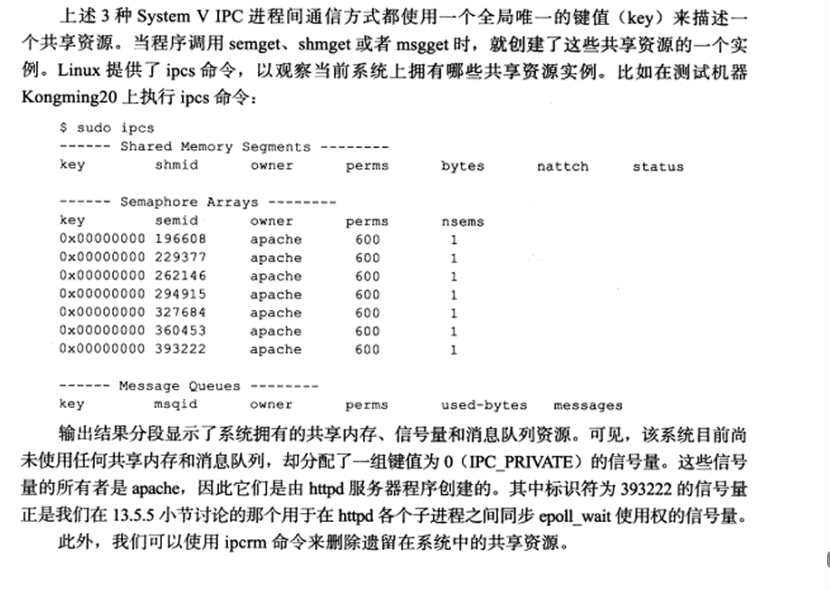 上述 3 种 System V IPC 进程间通信方式都使用一个全局唯一的键值（key）来描述一
个共享资源。当程序调用 semget、shmget 或者 msgget 时，就创建了这些共享资源的一个实
例。Linux 提供了 ipcs 命令，以观察当前系统上拥有哪些共享资源实例。比如在测试机器
Kongming20 上执行 ipcs 命令：
$ sudo ipcs
------ Shared Memory Segments --------
key shmid owner perms bytes nattch status
------ Semaphore Arrays --------
key semid owner perms nsems
0x00000000 196608 apache 600 1
0x00000000 229377 apache 600 1
0x00000000 262146 apache 600 1
0x00000000 294915 apache 600 1
0x00000000 327684 apache 600 1
0x00000000 360453 apache 600 1
0x00000000 393222 apache 600 1
------ Message Queues --------
key msqid owner perms used-bytes messages
输出结果分段显示了系统拥有的共享内存、信号量和消息队列资源。可见，该系统目前尚
未使用任何共享内存和消息队列，却分配了一组键值为 0（IPC_PRIVATE）的信号量。这些信号
量的所有者是 apache，因此它们是由 httpd 服务器程序创建的。其中标识符为 393222 的信号量
正是我们在 13.5.5 小节讨论的那个用于在 httpd 各个子进程之间同步 epoll_wait 使用权的信号量。
此外，我们可以使用 ipcrm 命令来删除遗留在系统中的共享资源。